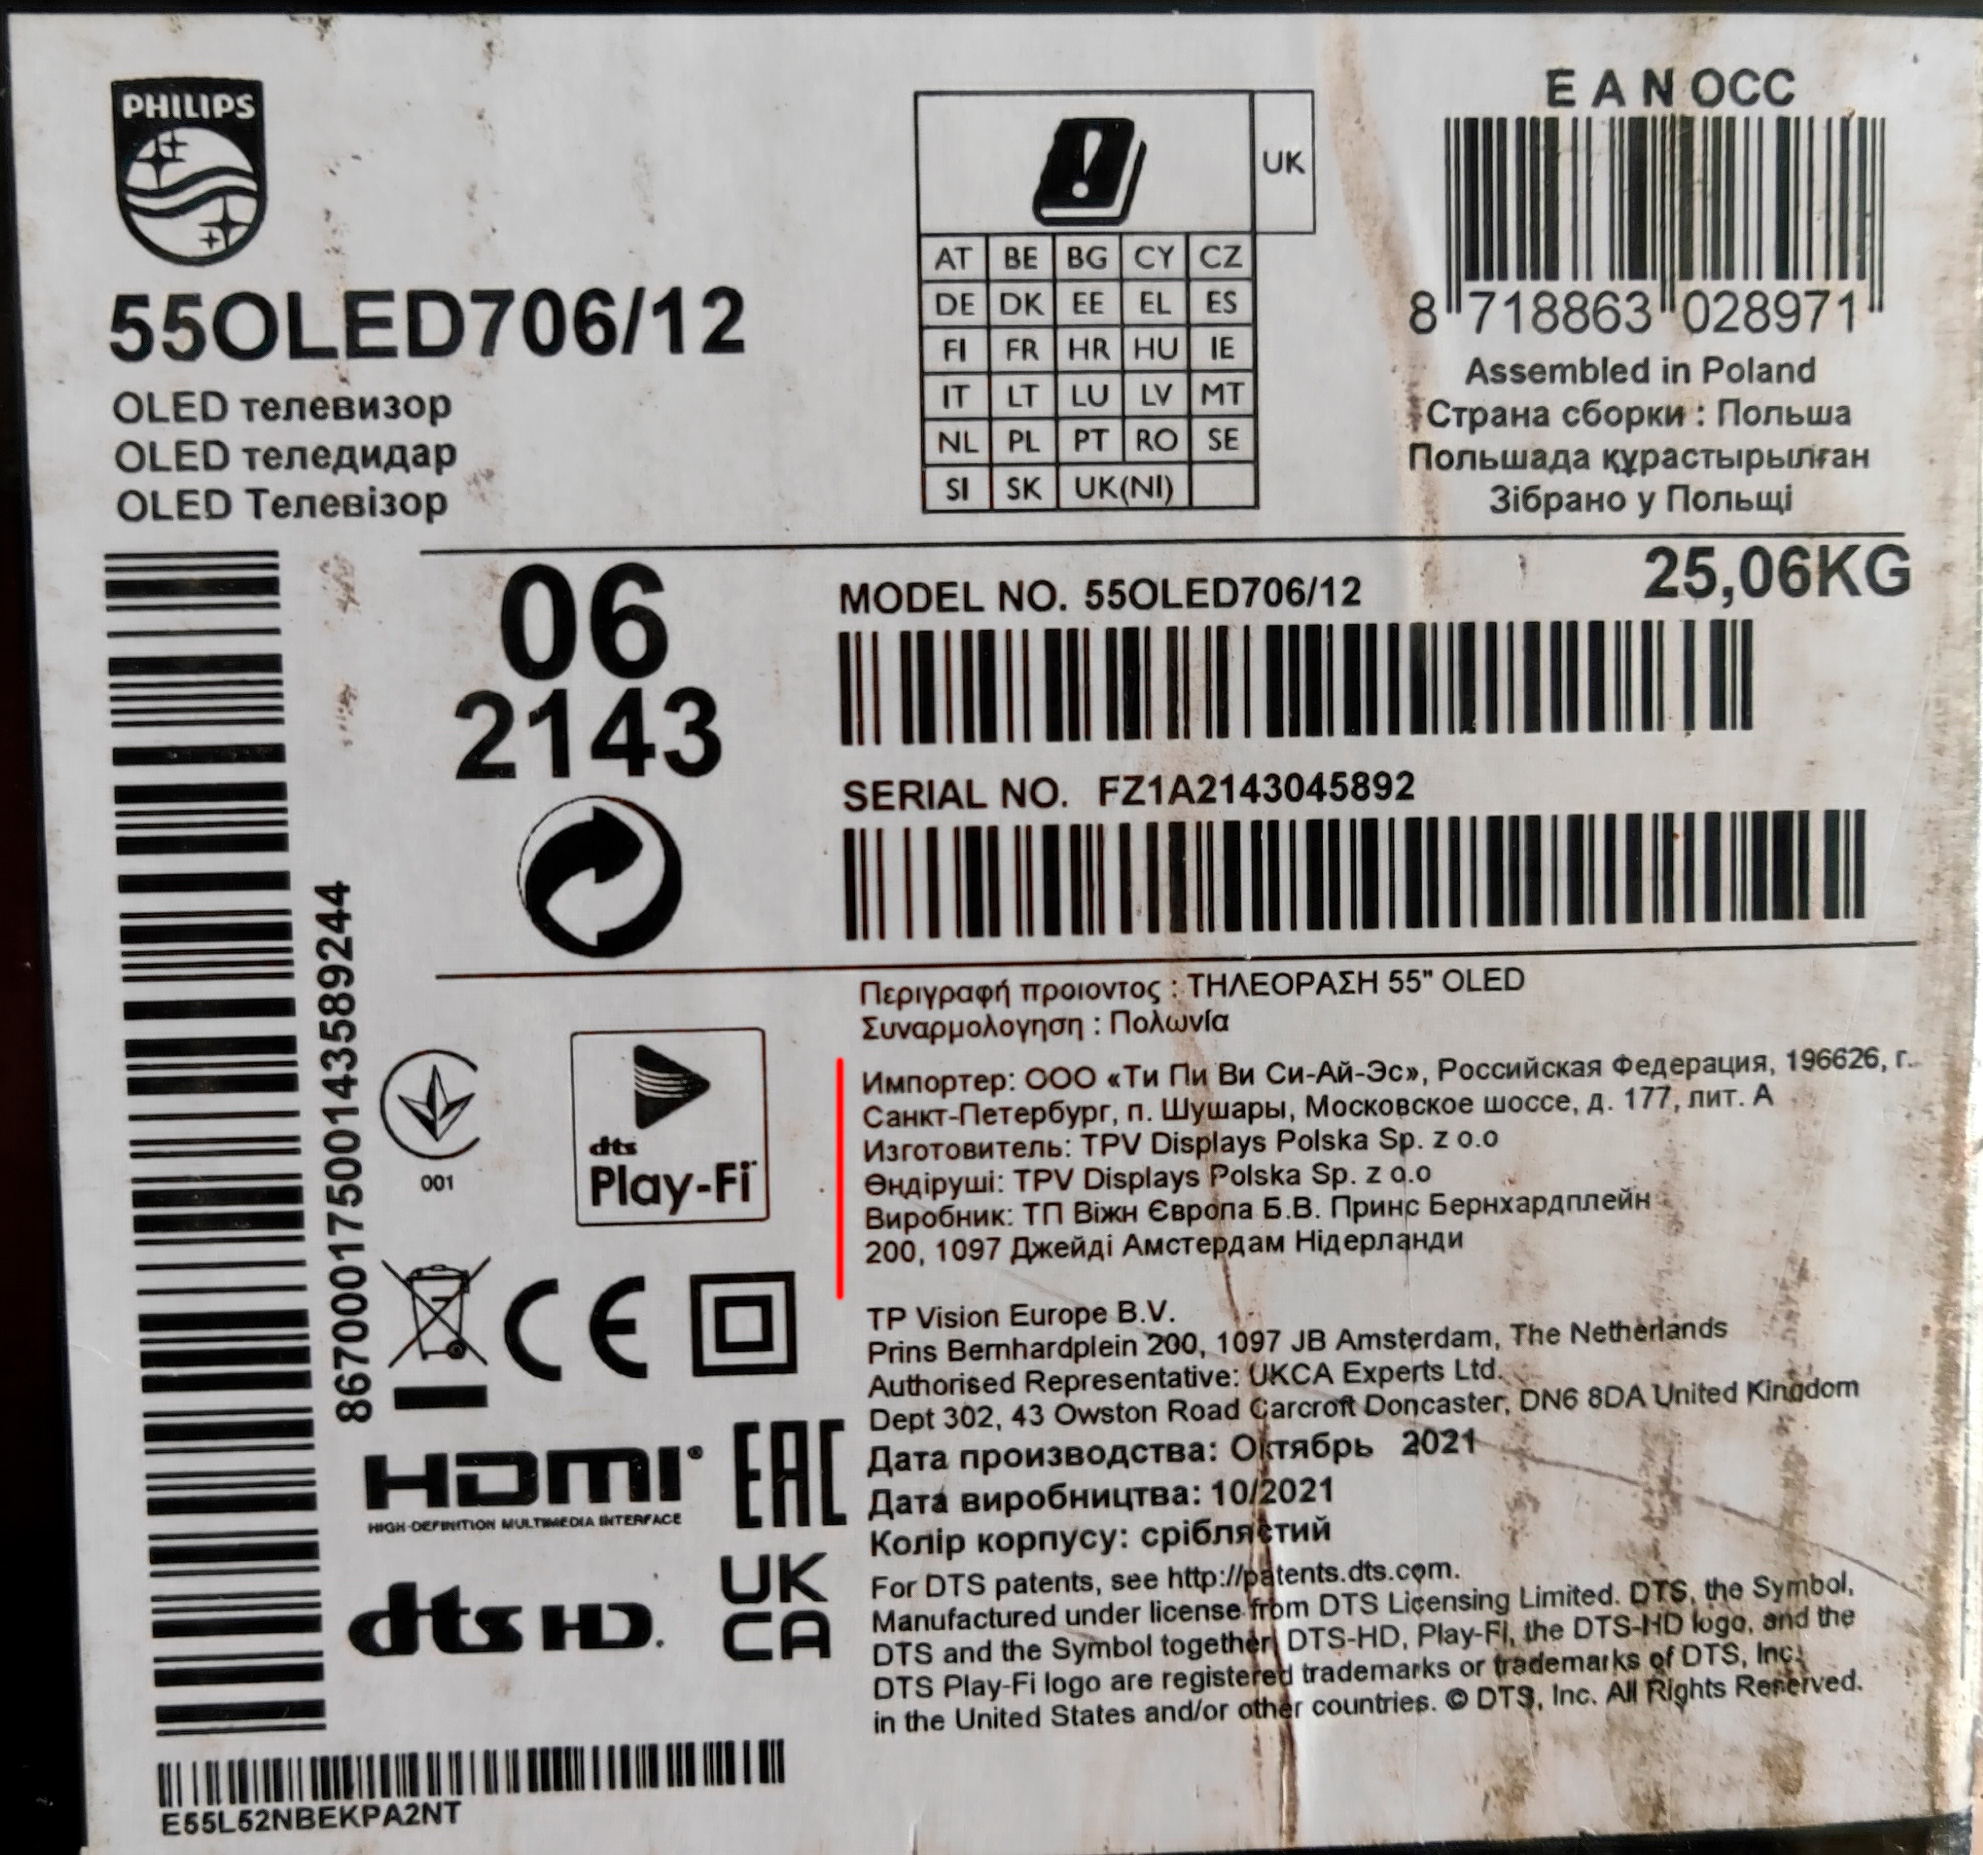 PHILIPS
55OLED706/12
OLED телевизор
OLED теледидар
OLED Телевізор
UK
AT BE BG CY CZ
DE DK EE EL ES
FI FR HR HU IE
IT LT LU LV MT
NL PL PT RO SE
SI SK UK(NI)
EAN OCC
8 718863 028971
Assembled in Poland
Страна сборки : Польша
Польшада құрастырылған
Зібрано у Польщі
06
2143
MODEL NO. 55OLED706/12
25,06KG
SERIAL NO. FZ1A2143045892
86700017500143589244
Περιγραφή προιοντος : ΤΗΛΕΟΡΑΣΗ 55" OLED
Συναρμολογηση : Πολωνία
Импортер: ООО «Ти Пи Ви Си-Ай-Эс», Российская Федерация, 196626, г.
Санкт-Петербург, п. Шушары, Московское шоссе, д. 177, лит. А
Изготовитель: TPV Displays Polska Sp. z o.o
Өндіруші: TPV Displays Polska Sp. z o.o
Виробник: ТП Віжн Європа Б.В. Принс Бернхардплейн
200, 1097 Джейді Амстердам Нідерланди
TP Vision Europe B.V.
Prins Bernhardplein 200, 1097 JB Amsterdam, The Netherlands
Authorised Representative: UKCA Experts Ltd.
Dept 302, 43 Owston Road Carcroft Doncaster, DN6 8DA United Kingdom
Дата производства: Октябрь 2021
Дата виробництва: 10/2021
Колір корпусу: сріблястий
For DTS patents, see http://patents.dts.com.
Manufactured under license from DTS Licensing Limited. DTS, the Symbol,
DTS and the Symbol together, DTS-HD, Play-Fi, the DTS-HD logo, and the
DTS Play-Fi logo are registered trademarks or trademarks of DTS, Inc.
in the United States and/or other countries. © DTS, Inc. All Rights Reserved.
001
dts
Play-Fi
CE
HDMI
HIGH-DEFINITION MULTIMEDIA INTERFACE
EAC
dts HD
UK
CA
E55L52NBEKPA2NT